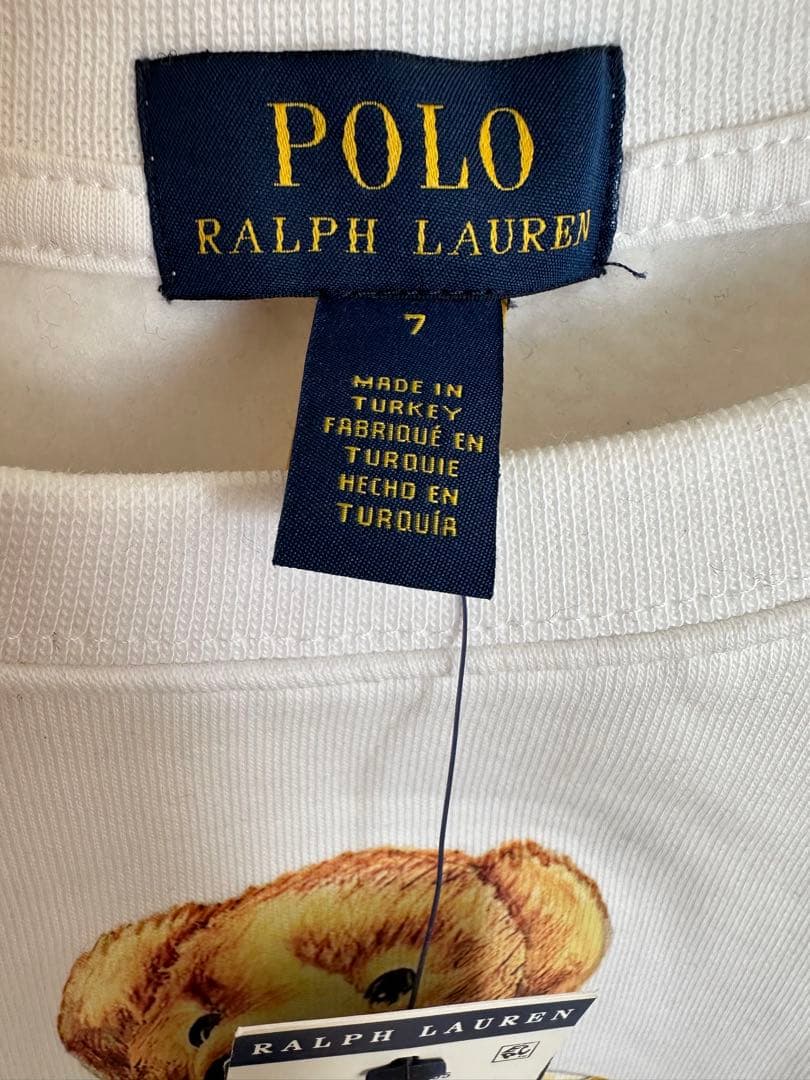 POLO
RALPH LAUREN
7
MADE IN
TURKEY
FABRIQUÉ EN
TURQUIE
HECHO EN
TURQUÍA
RALPH LAUREN